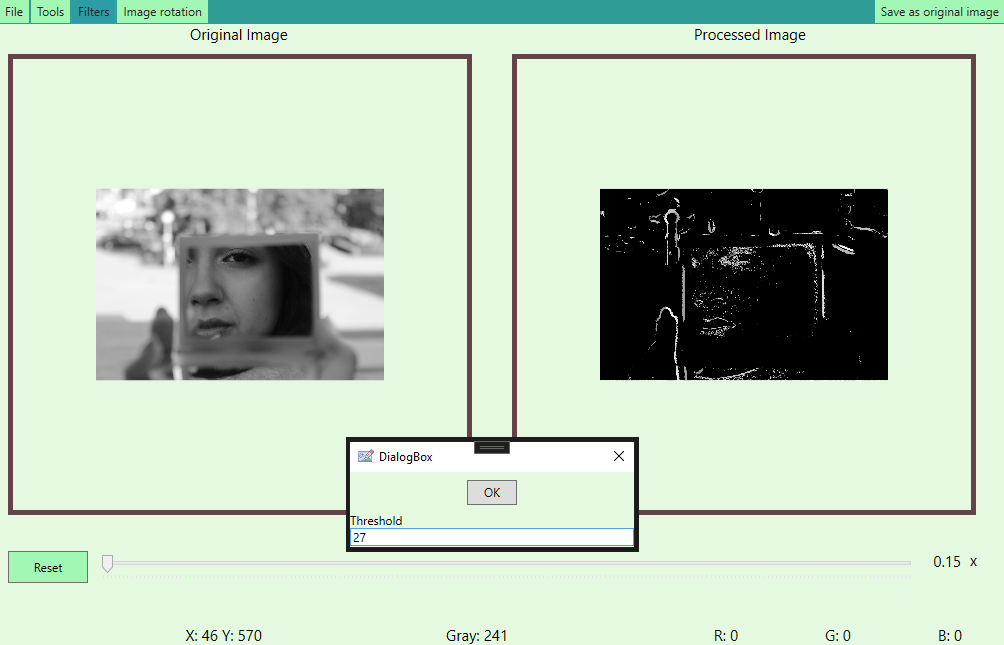 File Tools Filters Image rotation Save as original image
Original Image Processed Image
DialogBox
OK
Threshold
27
Reset 0.15 x
X: 46 Y: 570 Gray: 241 R: 0 G: 0 B: 0